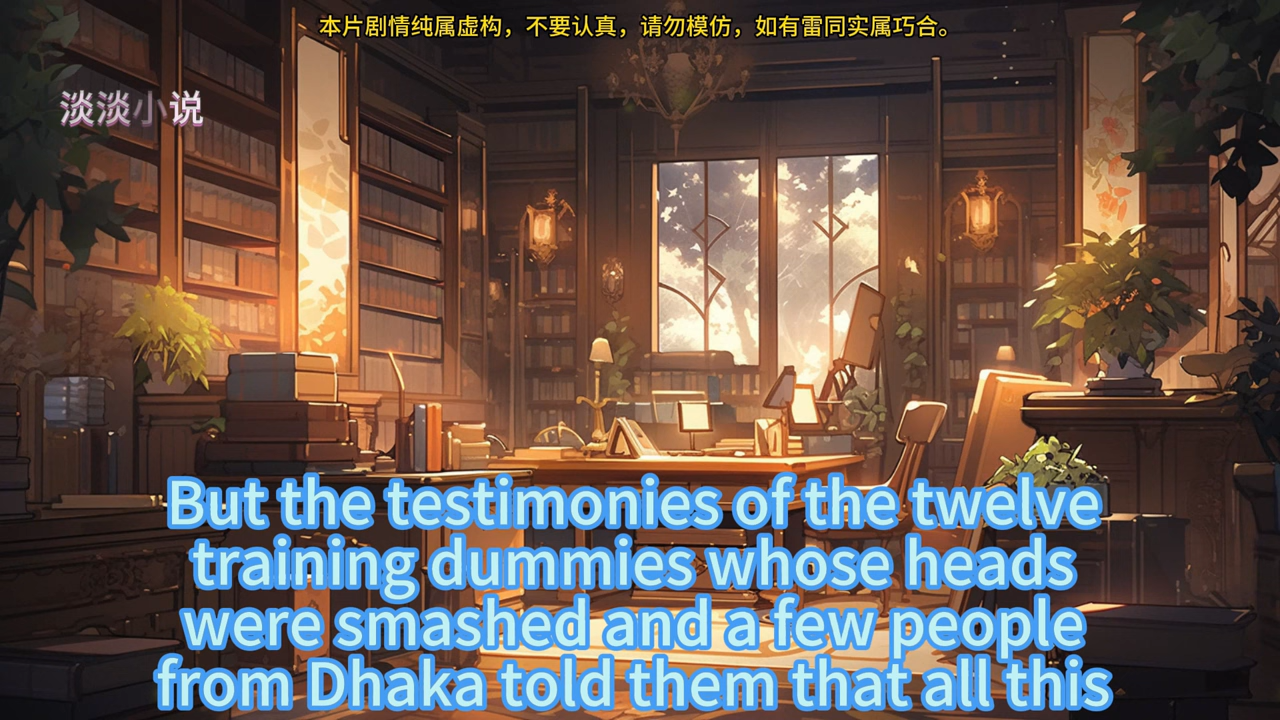 本片剧情纯属虚构，不要认真，请勿模仿，如有雷同实属巧合。
淡淡小说
But the testimonies of the twelve
training dummies whose heads
were smashed and a few people
from Dhaka told them that all this